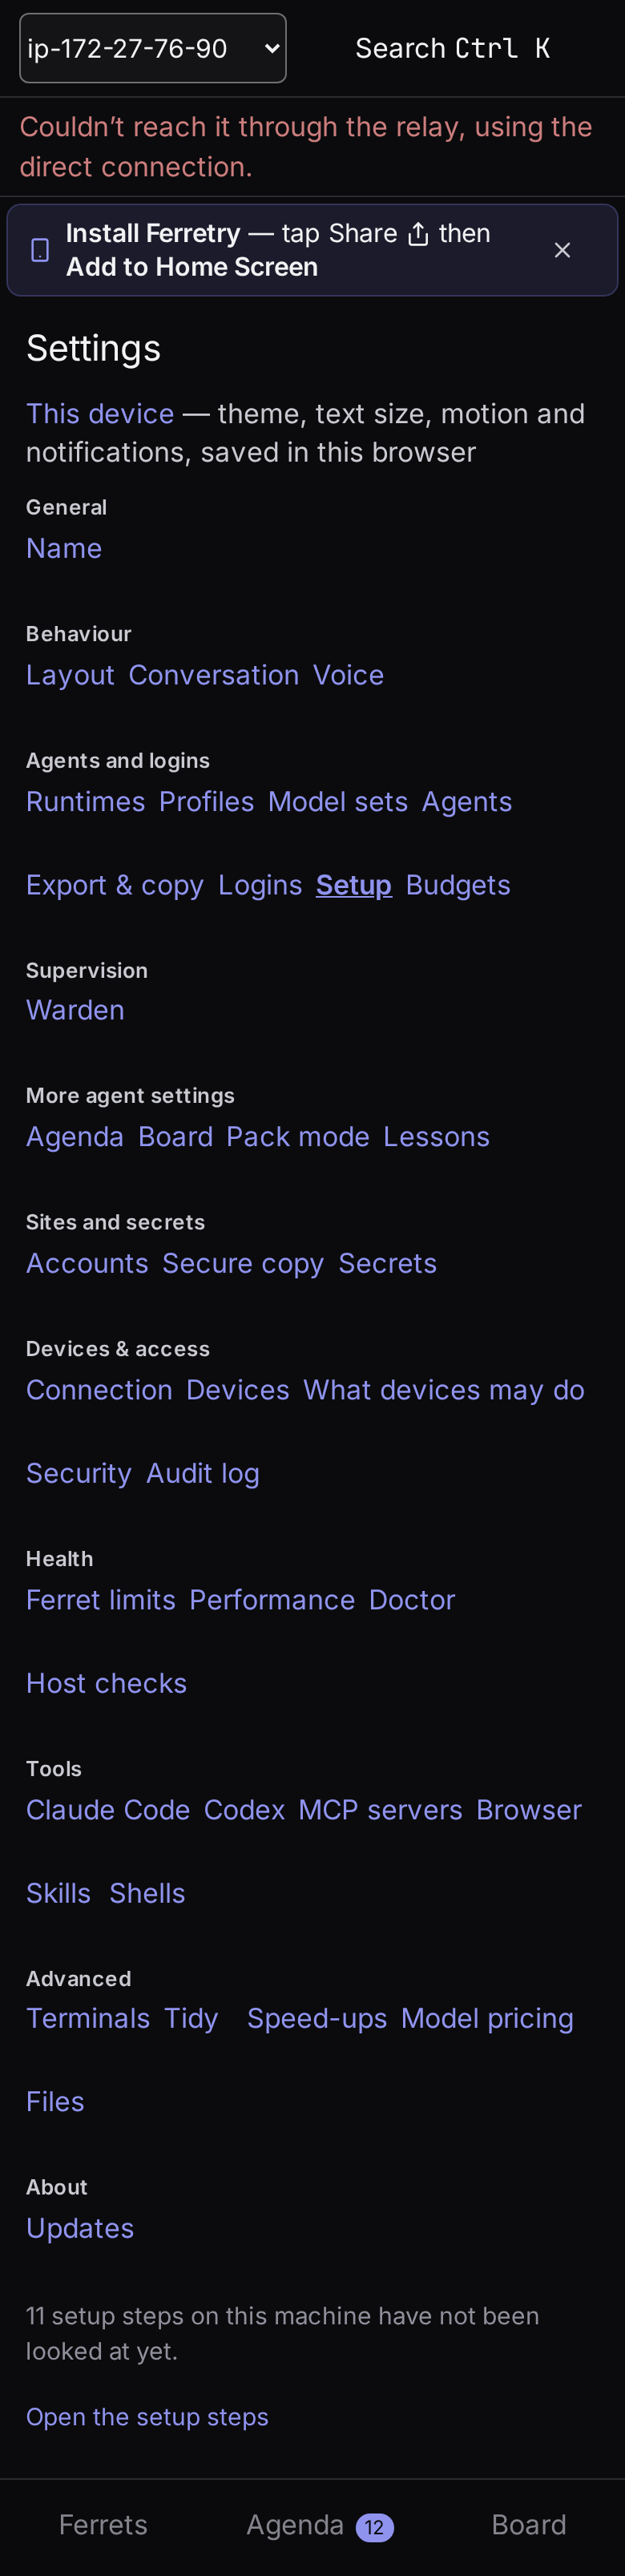 ip-172-27-76-90
Search Ctrl K
Couldn’t reach it through the relay, using the
direct connection.
Install Ferretry — tap Share then
Add to Home Screen
Settings
This device — theme, text size, motion and
notifications, saved in this browser
General
Name
Behaviour
Layout Conversation Voice
Agents and logins
Runtimes Profiles Model sets Agents
Export & copy Logins Setup Budgets
Supervision
Warden
More agent settings
Agenda Board Pack mode Lessons
Sites and secrets
Accounts Secure copy Secrets
Devices & access
Connection Devices What devices may do
Security Audit log
Health
Ferret limits Performance Doctor
Host checks
Tools
Claude Code Codex MCP servers Browser
Skills Shells
Advanced
Terminals Tidy Speed-ups Model pricing
Files
About
Updates
11 setup steps on this machine have not been
looked at yet.
Open the setup steps
Ferrets Agenda 12 Board